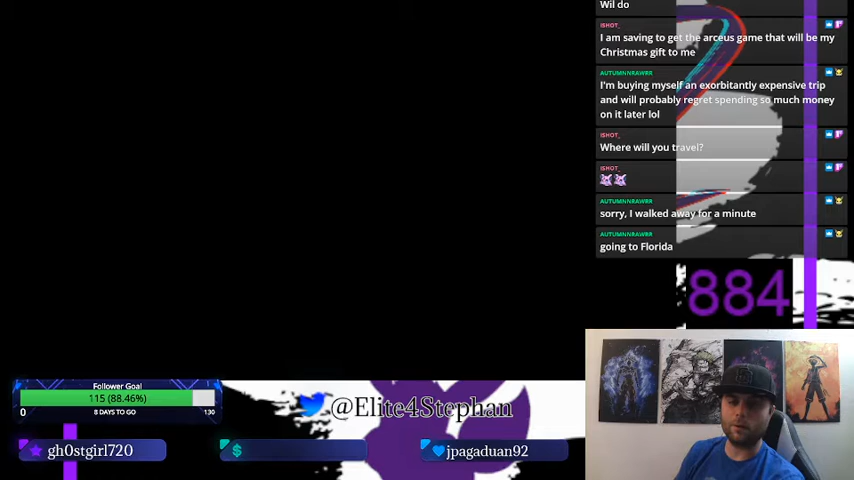 Wil do
ISHOT_
I am saving to get the arceus game that will be my
Christmas gift to me
AUTUMNNRAWRR
I'm buying myself an exorbitantly expensive trip
and will probably regret spending so much money
on it later lol
ISHOT_
Where will you travel?
ISHOT_
AUTUMNNRAWRR
sorry, I walked away for a minute
AUTUMNNRAWRR
going to Florida
884
Follower Goal
115 (88.46%)
0
8 DAYS TO GO
130
@Elite4Stephan
gh0stgirl720
$
jpagaduan92